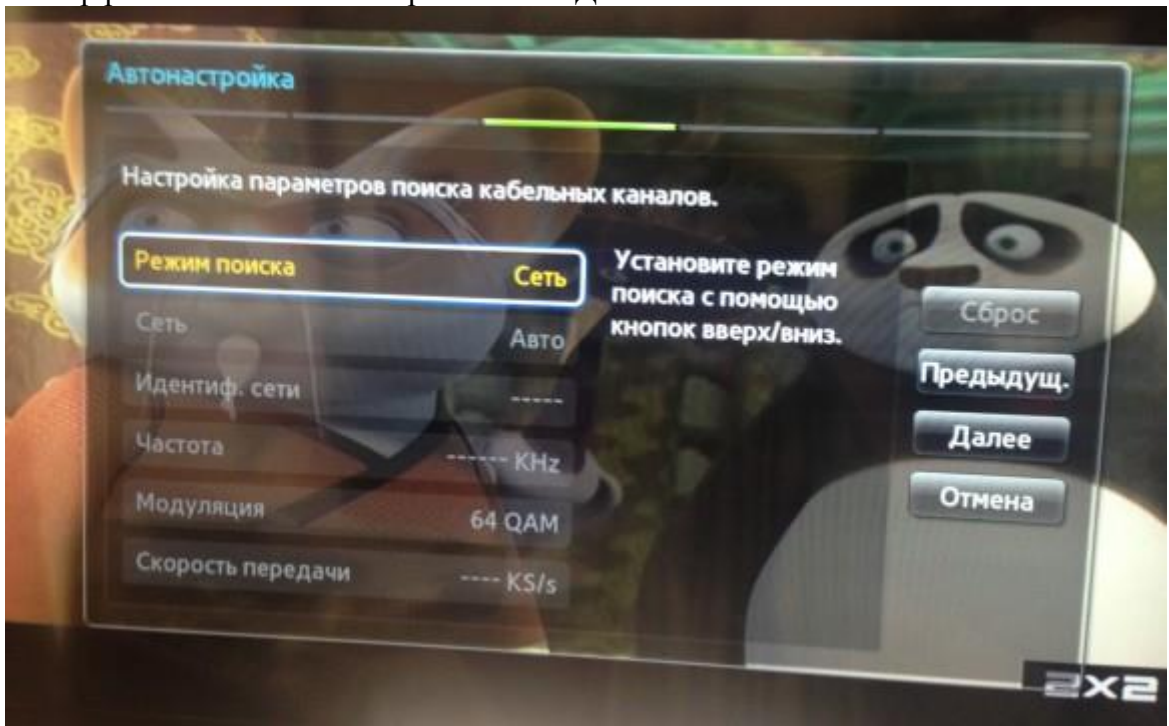 Автонастройка
Настройка параметров поиска кабельных каналов.
Режим поиска Сеть
Сеть Авто
Идентиф. сети -----
Частота ------ KHz
Модуляция 64 QAM
Скорость передачи ---- KS/s
Установите режим
поиска с помощью
кнопок вверх/вниз.
Сброс
Предыдущ.
Далее
Отмена
2X2